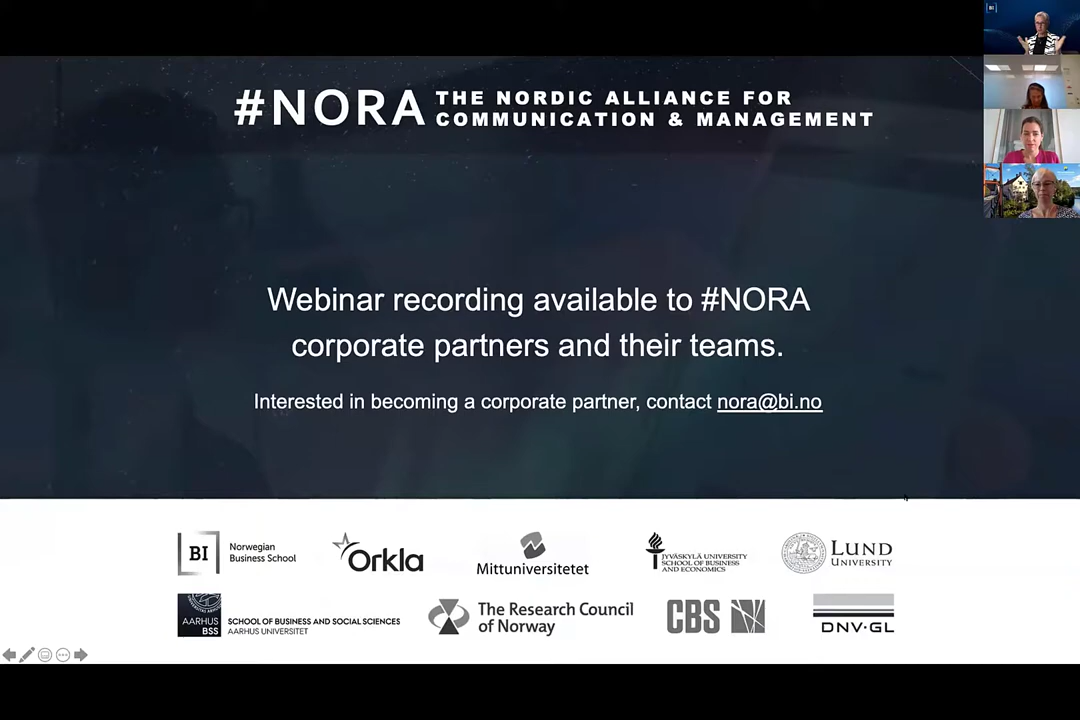 BI
#NORA
THE NORDIC ALLIANCE FOR
COMMUNICATION & MANAGEMENT
Webinar recording available to #NORA
corporate partners and their teams.
Interested in becoming a corporate partner, contact nora@bi.no
BI
Norwegian
Business School
Orkla
Mittuniversitetet
JYVÄSKYLÄ UNIVERSITY
SCHOOL OF BUSINESS
AND ECONOMICS
LUND
UNIVERSITY
AARHUS
BSS
SCHOOL OF BUSINESS AND SOCIAL SCIENCES
AARHUS UNIVERSITET
The Research Council
of Norway
CBS
DNV·GL